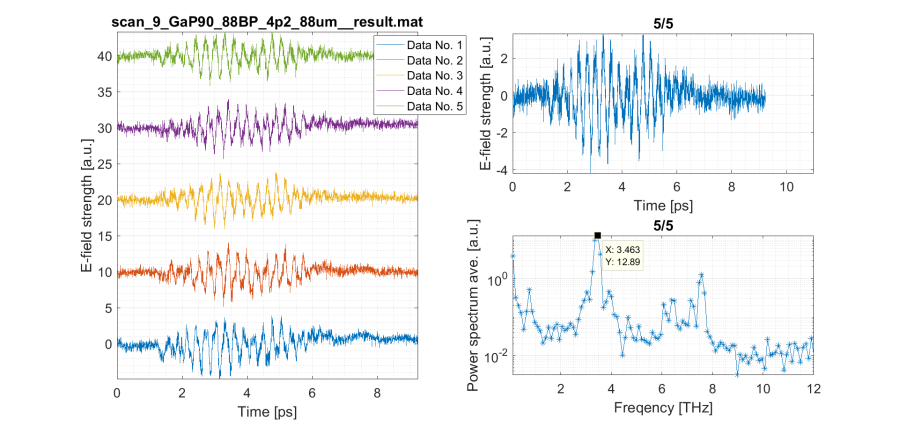 scan_9_GaP90_88BP_4p2_88um__result.mat
E-field strength [a.u.]
40
35
30
25
20
15
10
5
0
0
2
4
6
8
Time [ps]
Data No. 1
Data No. 2
Data No. 3
Data No. 4
Data No. 5
5/5
E-field strength [a.u.]
2
0
-2
-4
0
2
4
6
8
10
Time [ps]
5/5
Power spectrum ave. [a.u.]
10^0
10^-2
X: 3.463
Y: 12.89
2
4
6
8
10
12
Freqency [THz]